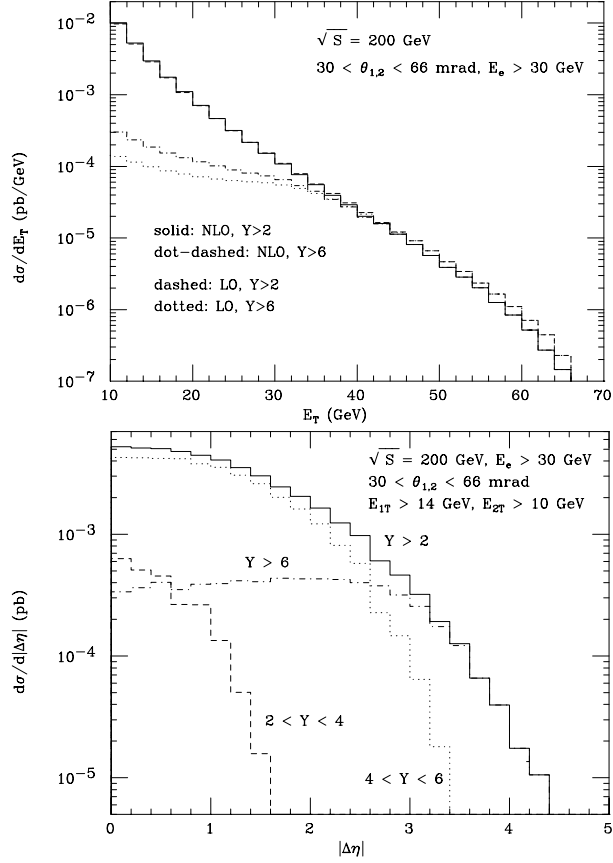 10⁻²
√S = 200 GeV
30 < θ₁,₂ < 66 mrad, Eₑ > 30 GeV
10⁻³
dσ/dE_T (pb/GeV)
10⁻⁴
solid: NLO, Y>2
dot-dashed: NLO, Y>6
10⁻⁵
dashed: LO, Y>2
dotted: LO, Y>6
10⁻⁶
10⁻⁷
10 20 30 40 50 60 70
E_T (GeV)
√S = 200 GeV, Eₑ > 30 GeV
30 < θ₁,₂ < 66 mrad
E₁T > 14 GeV, E₂T > 10 GeV
10⁻³
Y > 2
Y > 6
dσ/d|Δη| (pb)
10⁻⁴
2 < Y < 4
4 < Y < 6
10⁻⁵
0 1 2 3 4 5
|Δη|